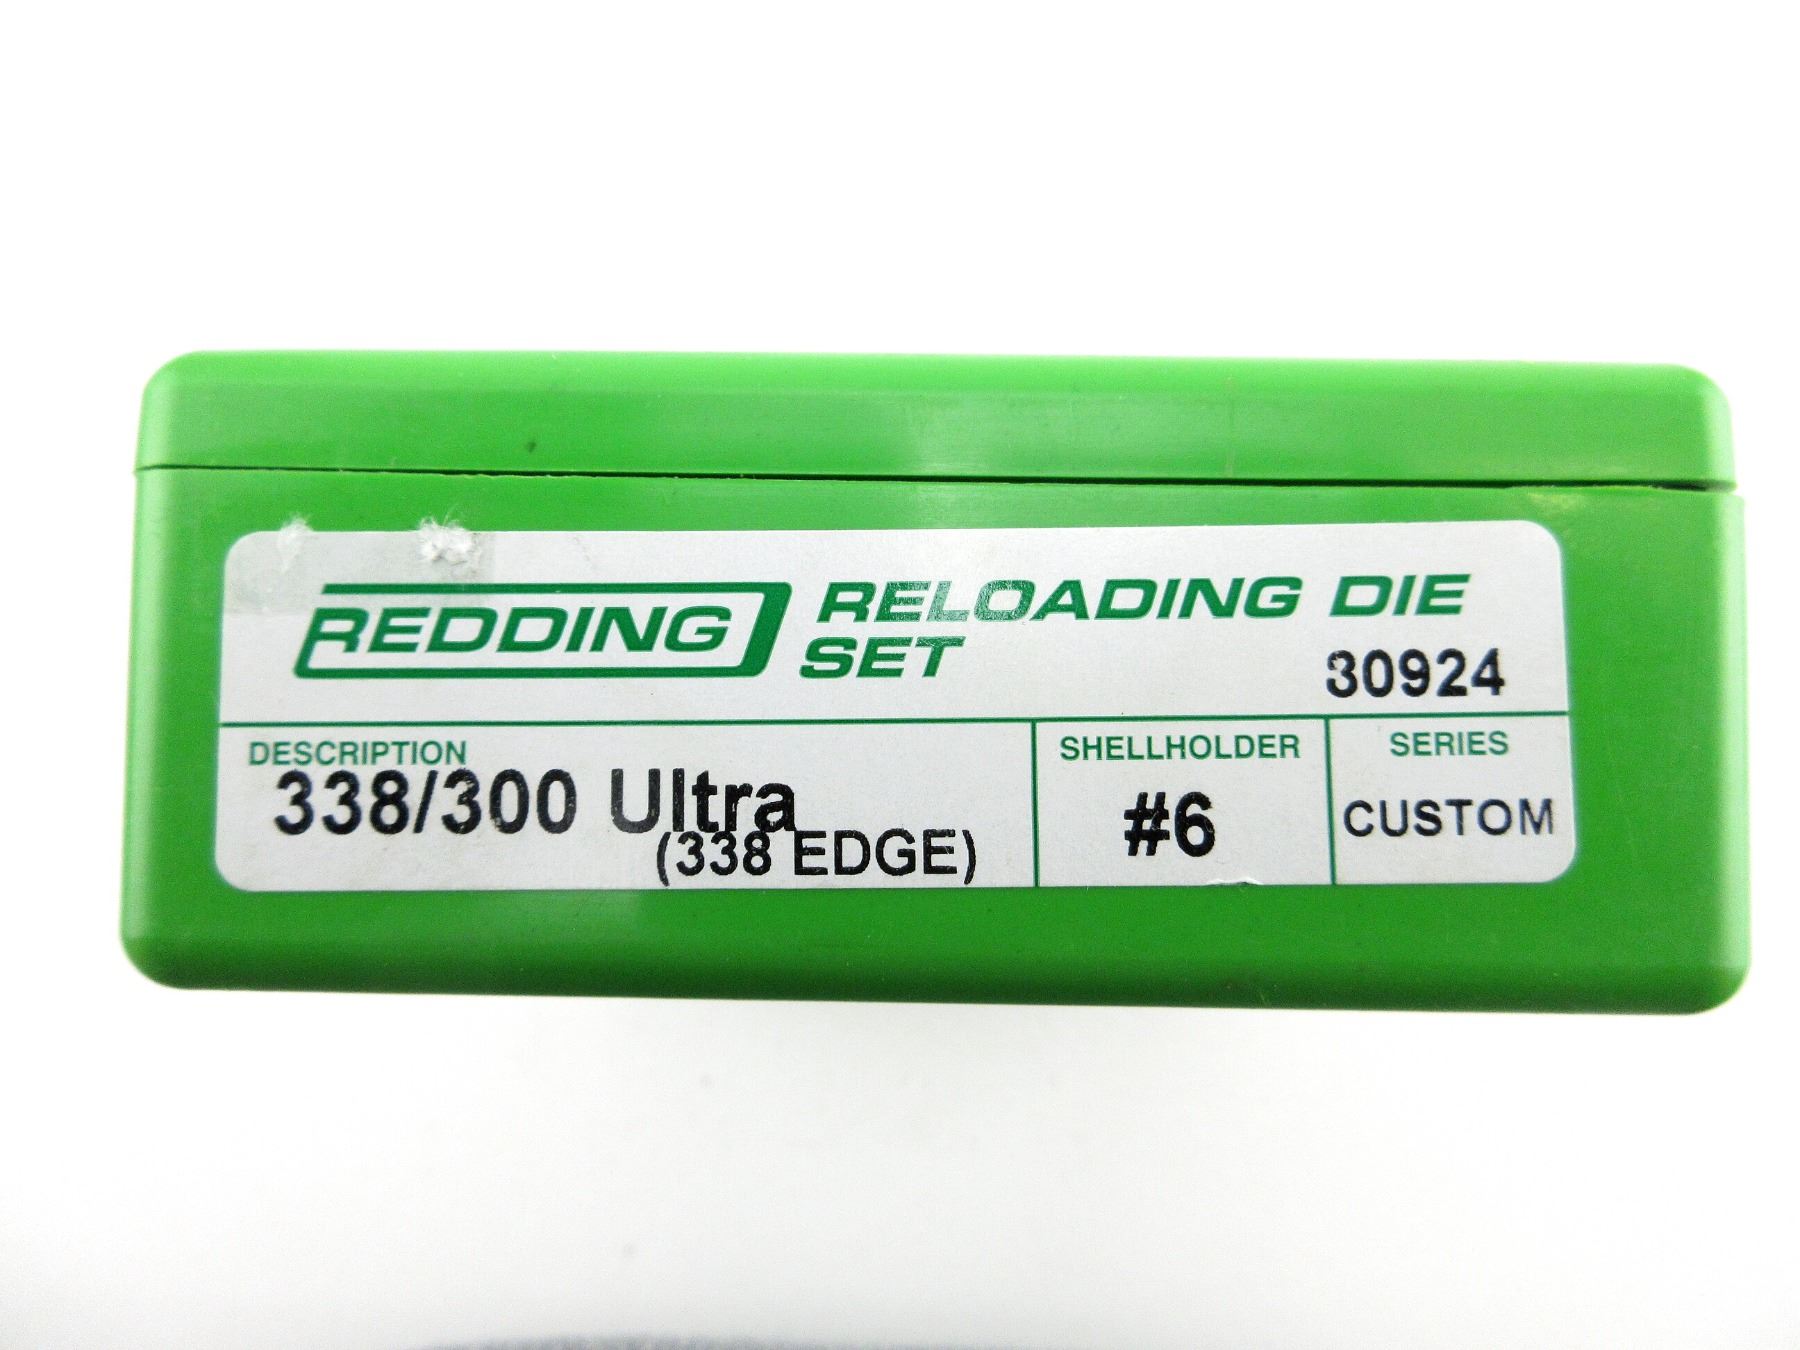 REDDING
RELOADING DIE
SET
30924
DESCRIPTION
338/300 Ultra
(338 EDGE)
SHELLHOLDER
#6
SERIES
CUSTOM